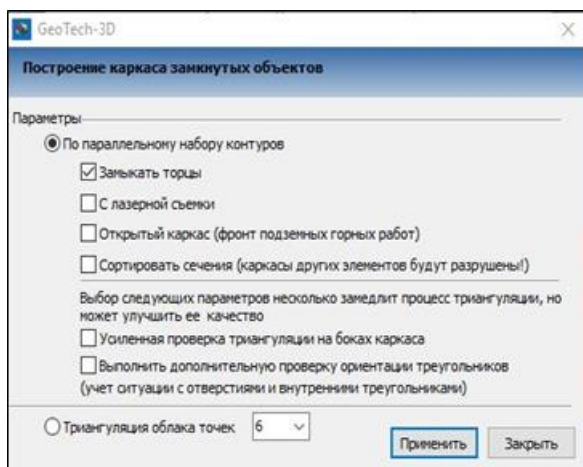 GeoTech-3D
Построение каркаса замкнутых объектов
Параметры
По параллельному набору контуров
Замыкать торцы
С лазерной съемки
Открытый каркас (фронт подземных горных работ)
Сортировать сечения (каркасы других элементов будут разрушены!)
Выбор следующих параметров несколько замедлит процесс триангуляции, но
может улучшить ее качество
Усиленная проверка триангуляции на боках каркаса
Выполнить дополнительную проверку ориентации треугольников
(учет ситуации с отверстиями и внутренними треугольниками)
Триангуляция облака точек 6
Применить Закрыть